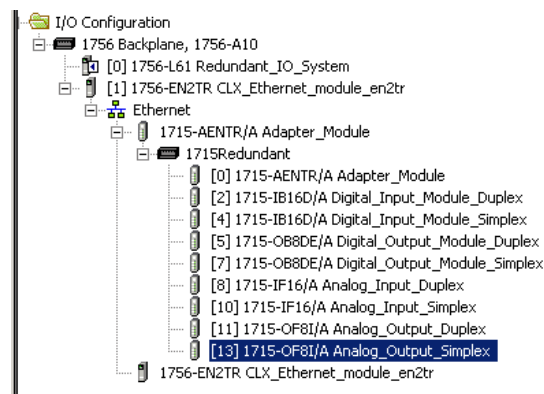 I/O Configuration
1756 Backplane, 1756-A10
[0] 1756-L61 Redundant_IO_System
[1] 1756-EN2TR CLX_Ethernet_module_en2tr
Ethernet
1715-AENTR/A Adapter_Module
1715Redundant
[0] 1715-AENTR/A Adapter_Module
[2] 1715-IB16D/A Digital_Input_Module_Duplex
[4] 1715-IB16D/A Digital_Input_Module_Simplex
[5] 1715-OB8DE/A Digital_Output_Module_Duplex
[7] 1715-OB8DE/A Digital_Output_Module_Simplex
[8] 1715-IF16/A Analog_Input_Duplex
[10] 1715-IF16/A Analog_Input_Simplex
[11] 1715-OF8I/A Analog_Output_Duplex
[13] 1715-OF8I/A Analog_Output_Simplex
1756-EN2TR CLX_Ethernet_module_en2tr